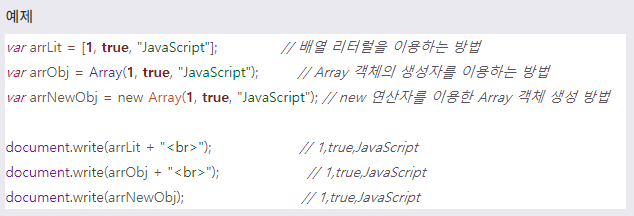 예제
var arrLit = [1, true, "JavaScript"]; // 배열 리터럴을 이용하는 방법
var arrObj = Array(1, true, "JavaScript"); // Array 객체의 생성자를 이용하는 방법
var arrNewObj = new Array(1, true, "JavaScript"); // new 연산자를 이용한 Array 객체 생성 방법
document.write(arrLit + "<br>"); // 1,true,JavaScript
document.write(arrObj + "<br>"); // 1,true,JavaScript
document.write(arrNewObj); // 1,true,JavaScript